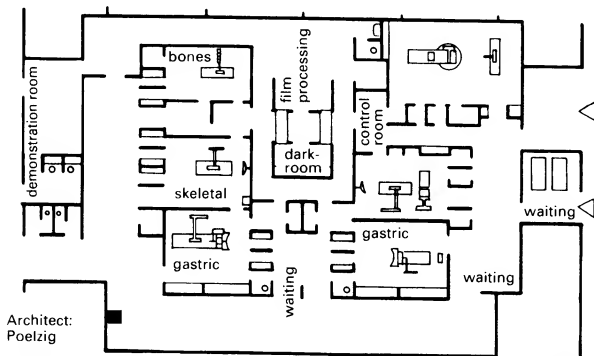 bones
film
processing
demonstration room
control
room
dark-
room
skeletal
waiting
gastric
gastric
waiting
waiting
Architect:
Poelzig